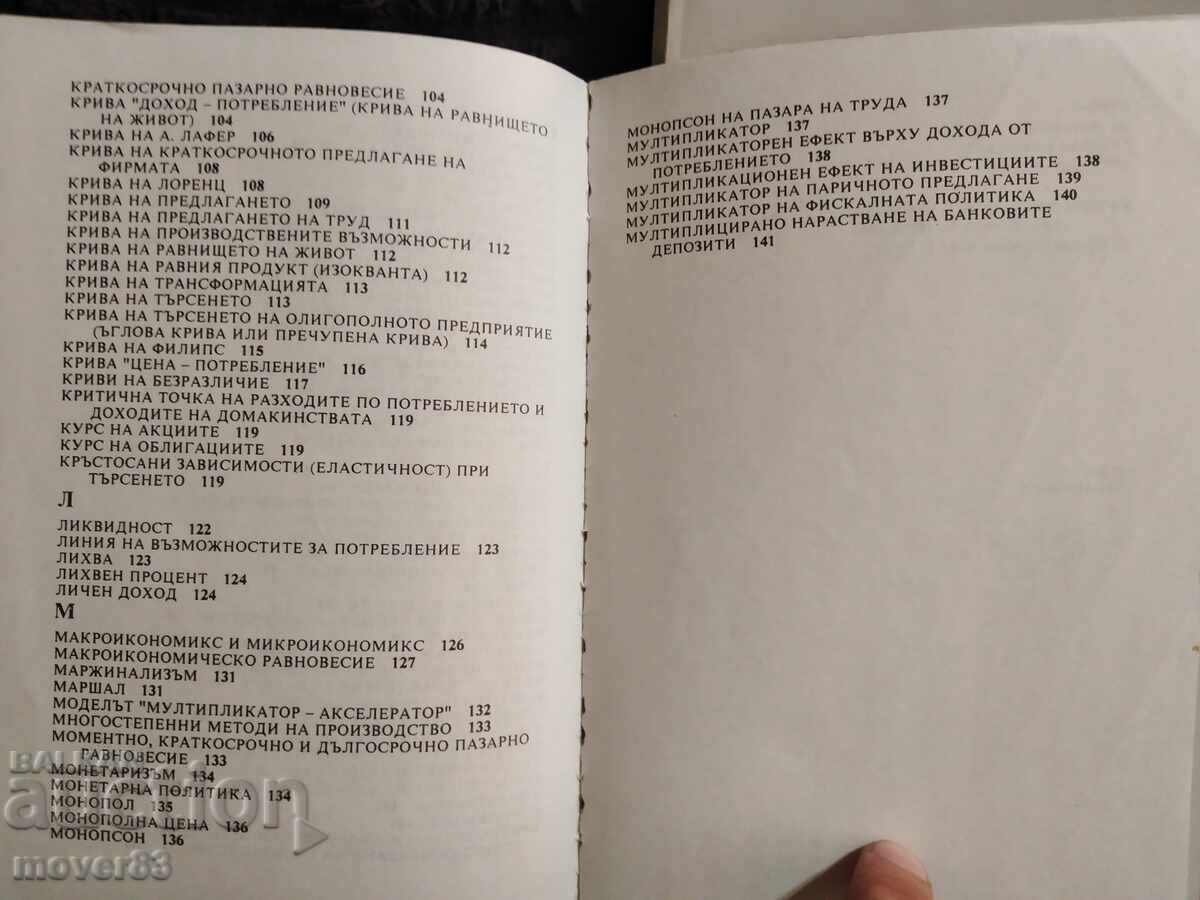 КРАТКОСРОЧНО ПАЗАРНО РАВНОВЕСИЕ 104
КРИВА "ДОХОД – ПОТРЕБЛЕНИЕ" (КРИВА НА РАВНИЩЕТО
НА ЖИВОТ) 104
КРИВА НА А. ЛАФЕР 106
КРИВА НА КРАТКОСРОЧНОТО ПРЕДЛАГАНЕ НА
ФИРМАТА 108
КРИВА НА ЛОРЕНЦ 108
КРИВА НА ПРЕДЛАГАНЕТО 109
КРИВА НА ПРЕДЛАГАНЕТО НА ТРУД 111
КРИВА НА ПРОИЗВОДСТВЕНИТЕ ВЪЗМОЖНОСТИ 112
КРИВА НА РАВНИЩЕТО НА ЖИВОТ 112
КРИВА НА РАВНИЯ ПРОДУКТ (ИЗОКВАНТА) 112
КРИВА НА ТРАНСФОРМАЦИЯТА 113
КРИВА НА ТЪРСЕНЕТО 113
КРИВА НА ТЪРСЕНЕТО НА ОЛИГОПОЛНОТО ПРЕДПРИЯТИЕ
(ЪГЛОВА КРИВА ИЛИ ПРЕЧУПЕНА КРИВА) 114
КРИВА НА ФИЛИПС 115
КРИВА "ЦЕНА – ПОТРЕБЛЕНИЕ" 116
КРИВИ НА БЕЗРАЗЛИЧИЕ 117
КРИТИЧНА ТОЧКА НА РАЗХОДИТЕ ПО ПОТРЕБЛЕНИЕТО И
ДОХОДИТЕ НА ДОМАКИНСТВАТА 119
КУРС НА АКЦИИТЕ 119
КУРС НА ОБЛИГАЦИИТЕ 119
КРЪСТОСАНИ ЗАВИСИМОСТИ (ЕЛАСТИЧНОСТ) ПРИ
ТЪРСЕНЕТО 119
Л
ЛИКВИДНОСТ 122
ЛИНИЯ НА ВЪЗМОЖНОСТИТЕ ЗА ПОТРЕБЛЕНИЕ 123
ЛИХВА 123
ЛИХВЕН ПРОЦЕНТ 124
ЛИЧЕН ДОХОД 124
М
МАКРОИКОНОМИКС И МИКРОИКОНОМИКС 126
МАКРОИКОНОМИЧЕСКО РАВНОВЕСИЕ 127
МАРЖИНАЛИЗЪМ 131
МАРШАЛ 131
МОДЕЛЪТ "МУЛТИПЛИКАТОР – АКСЕЛЕРАТОР" 132
МНОГОСТЕПЕННИ МЕТОДИ НА ПРОИЗВОДСТВО 133
МОМЕНТНО, КРАТКОСРОЧНО И ДЪЛГОСРОЧНО ПАЗАРНО
РАВНОВЕСИЕ 133
МОНЕТАРИЗЪМ 134
МОНЕТАРНА ПОЛИТИКА 134
МОНОПОЛ 135
МОНОПОЛНА ЦЕНА 136
МОНОПСОН 136
МОНОПСОН НА ПАЗАРА НА ТРУДА 137
МУЛТИПЛИКАТОР 137
МУЛТИПЛИКАТОРЕН ЕФЕКТ ВЪРХУ ДОХОДА ОТ
ПОТРЕБЛЕНИЕТО 138
МУЛТИПЛИКАЦИОНЕН ЕФЕКТ НА ИНВЕСТИЦИИТЕ 138
МУЛТИПЛИКАТОР НА ПАРИЧНОТО ПРЕДЛАГАНЕ 139
МУЛТИПЛИКАТОР НА ФИСКАЛНАТА ПОЛИТИКА 140
МУЛТИПЛИЦИРАНО НАРАСТВАНЕ НА БАНКОВИТЕ
ДЕПОЗИТИ 141
auction
mover83